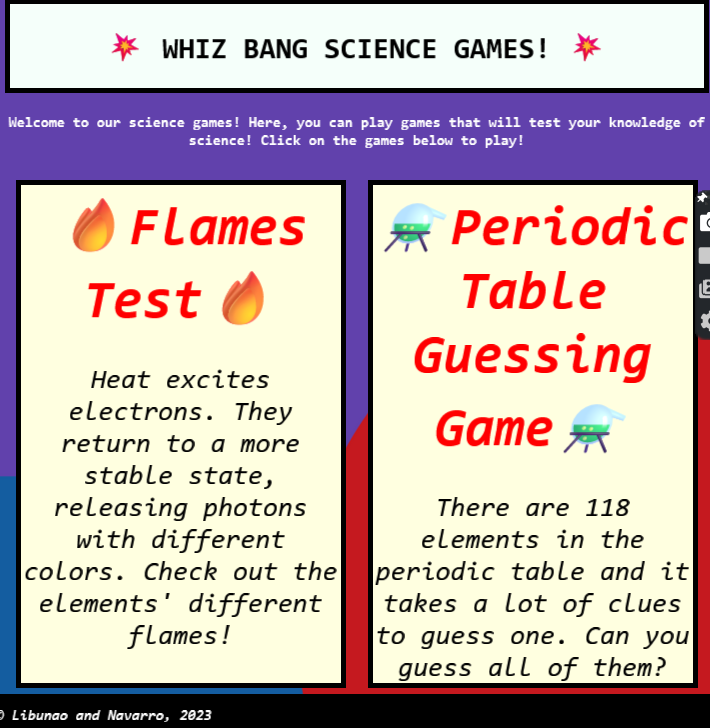 💥 WHIZ BANG SCIENCE GAMES! 💥
Welcome to our science games! Here, you can play games that will test your knowledge of
science! Click on the games below to play!
🔥 Flames
Test 🔥
Heat excites
electrons. They
return to a more
stable state,
releasing photons
with different
colors. Check out the
elements' different
flames!
Periodic
Table
Guessing
Game
There are 118
elements in the
periodic table and it
takes a lot of clues
to guess one. Can you
guess all of them?
© Libunao and Navarro, 2023